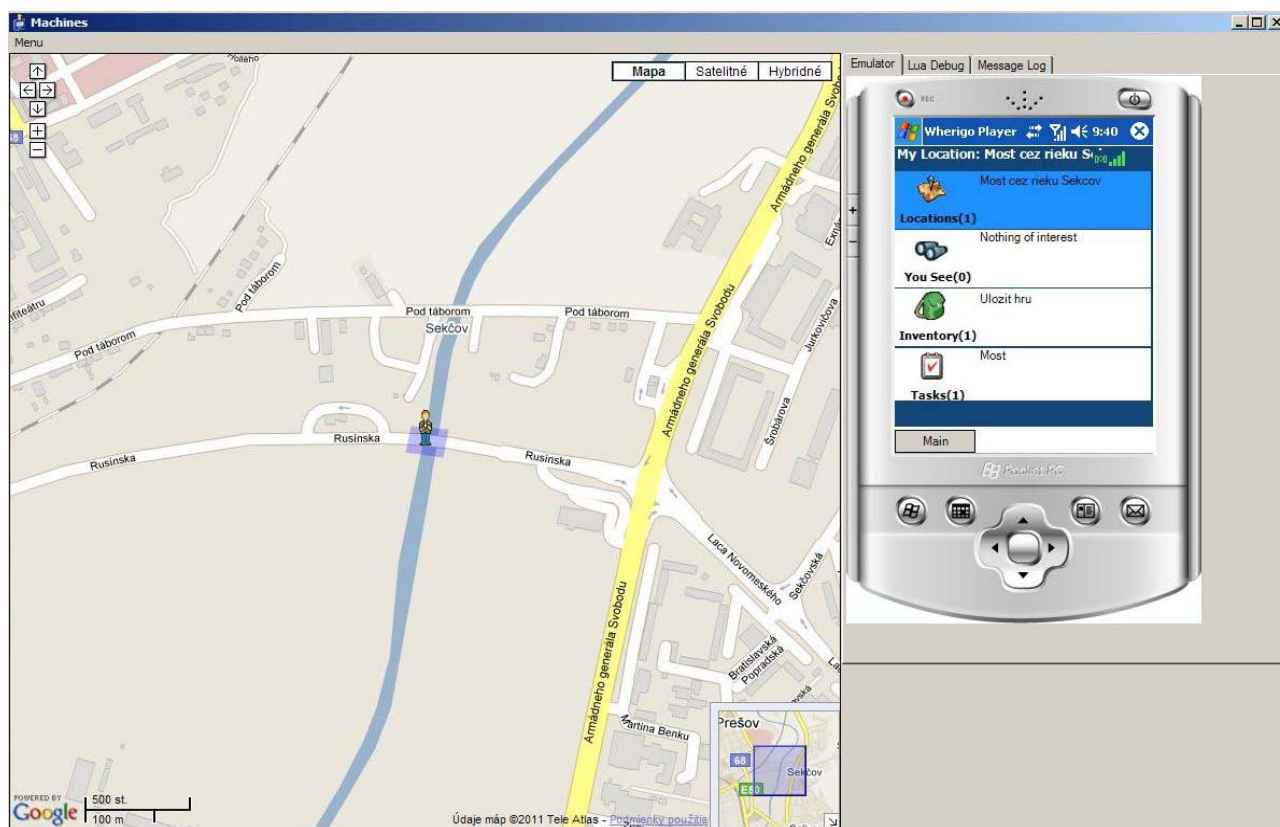 Machines
Menu
Mapa
Satelitné
Hybridné
68
Armádneho generála Svobodu
Pod táborom
Jurkovičova
Pod táborom
Pod táborom
Sekčov
Pod táborom
Armádneho generála Svobodu
Šrobárova
Rusínska
Rusínska
Rusínska
Laca Novomeského
Sekčovská
Armádneho generála Svobodu
Bratislavská
Popradská
Martina Benku
Prešov
68
Sekčov
E50
POWERED BY
Google
500 st.
100 m
Údaje máp ©2011 Tele Atlas - Podmienky použitia
Emulator
Lua Debug
Message Log
REC
Wherigo Player
9:40
My Location: Most cez rieku
Most cez rieku Sekcov
Locations(1)
Nothing of interest
You See(0)
Ulozit hru
Inventory(1)
Most
Tasks(1)
Main
Pocket PC